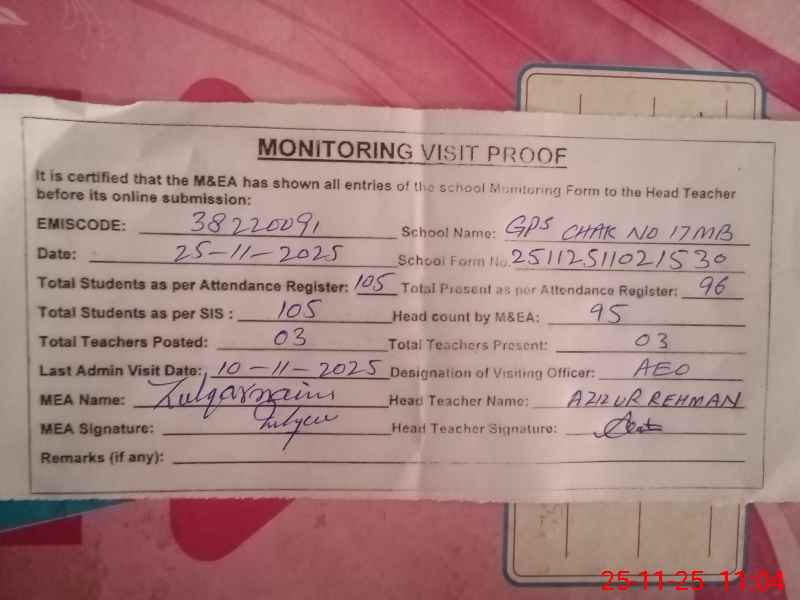 MONITORING VISIT PROOF
It is certified that the M&EA has shown all entries of the school Monitoring Form to the Head Teacher
before its online submission:
EMISCODE: 38220091 School Name: GPS CHAK NO 17MB
Date: 25-11-2025 School Form No. 25112511021530
Total Students as per Attendance Register: 105 Total Present as per Attendance Register: 96
Total Students as per SIS : 105 Head count by M&EA: 95
Total Teachers Posted: 03 Total Teachers Present: 03
Last Admin Visit Date: 10-11-2025 Designation of Visiting Officer: AEO
MEA Name: Zulqarnain Head Teacher Name: AZIZ UR REHMAN
MEA Signature: Head Teacher Signature:
Remarks (if any):
25-11-25 11:04